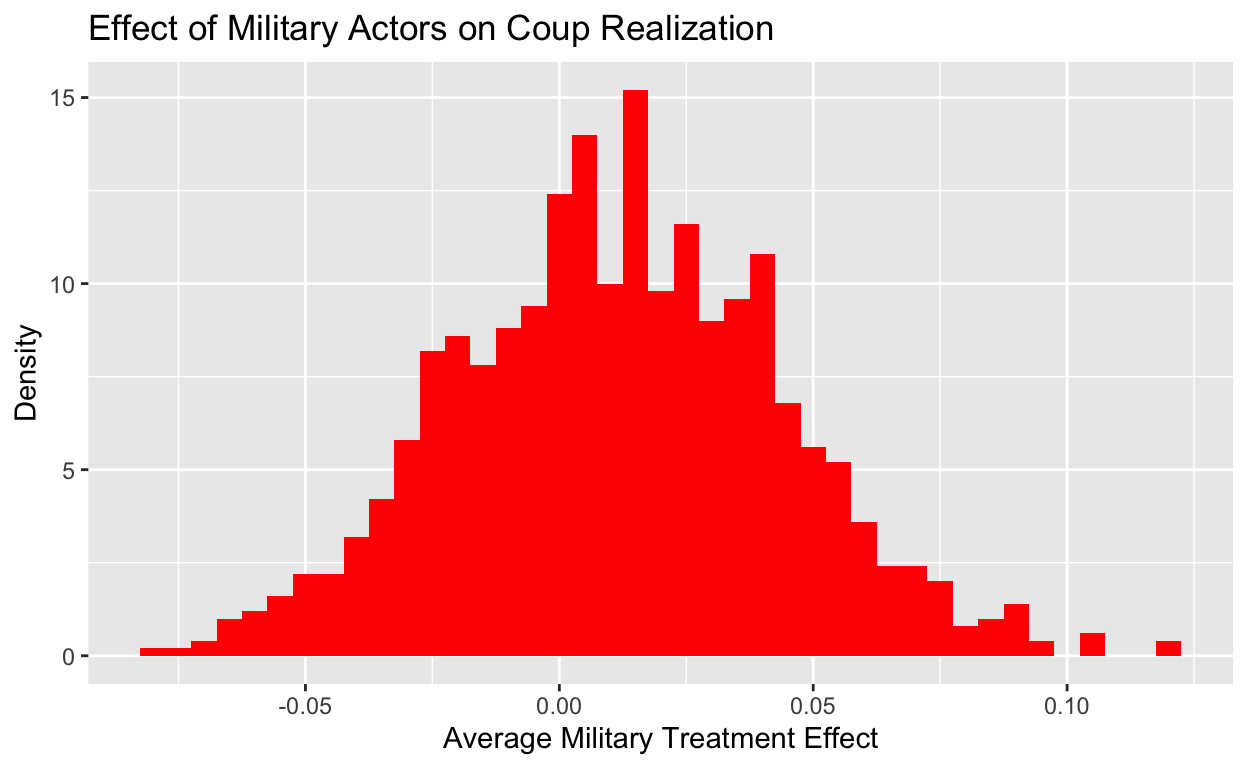 Effect of Military Actors on Coup Realization
15
10
5
0
Density
-0.05 0.00 0.05 0.10
Average Military Treatment Effect